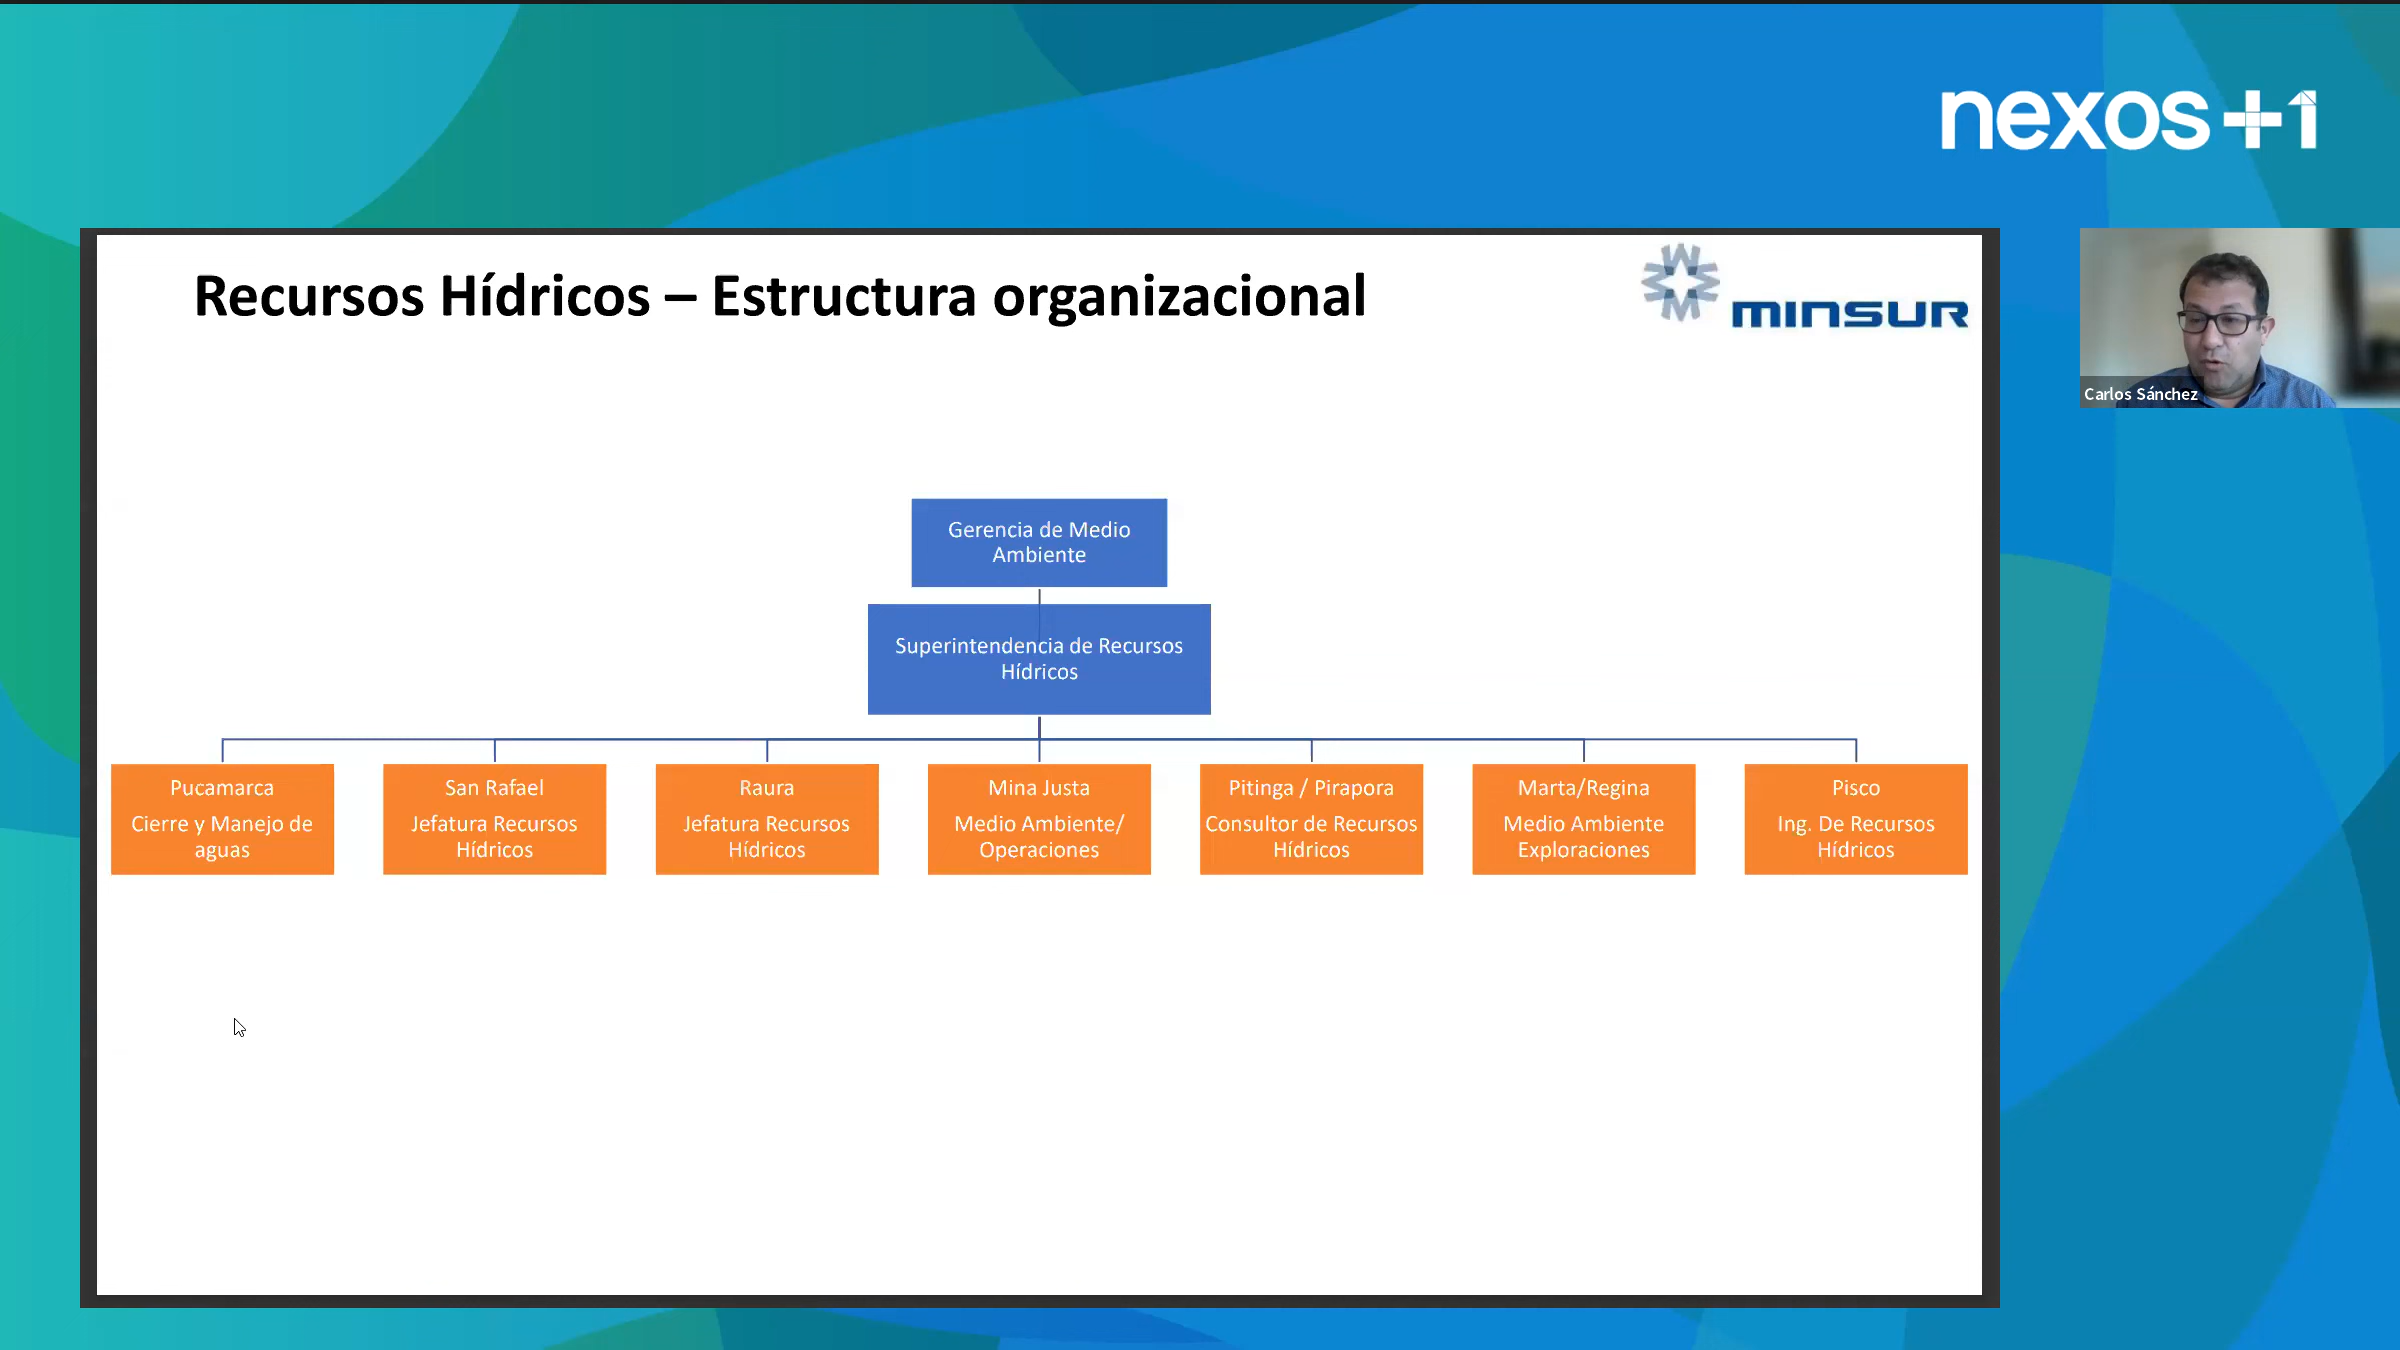 nexos+1
Recursos Hídricos – Estructura organizacional
MINSUR
Carlos Sánchez
Gerencia de Medio
Ambiente
Superintendencia de Recursos
Hídricos
Pucamarca
Cierre y Manejo de
aguas
San Rafael
Jefatura Recursos
Hídricos
Raura
Jefatura Recursos
Hídricos
Mina Justa
Medio Ambiente/
Operaciones
Pitinga / Pirapora
Consultor de Recursos
Hídricos
Marta/Regina
Medio Ambiente
Exploraciones
Pisco
Ing. De Recursos
Hídricos